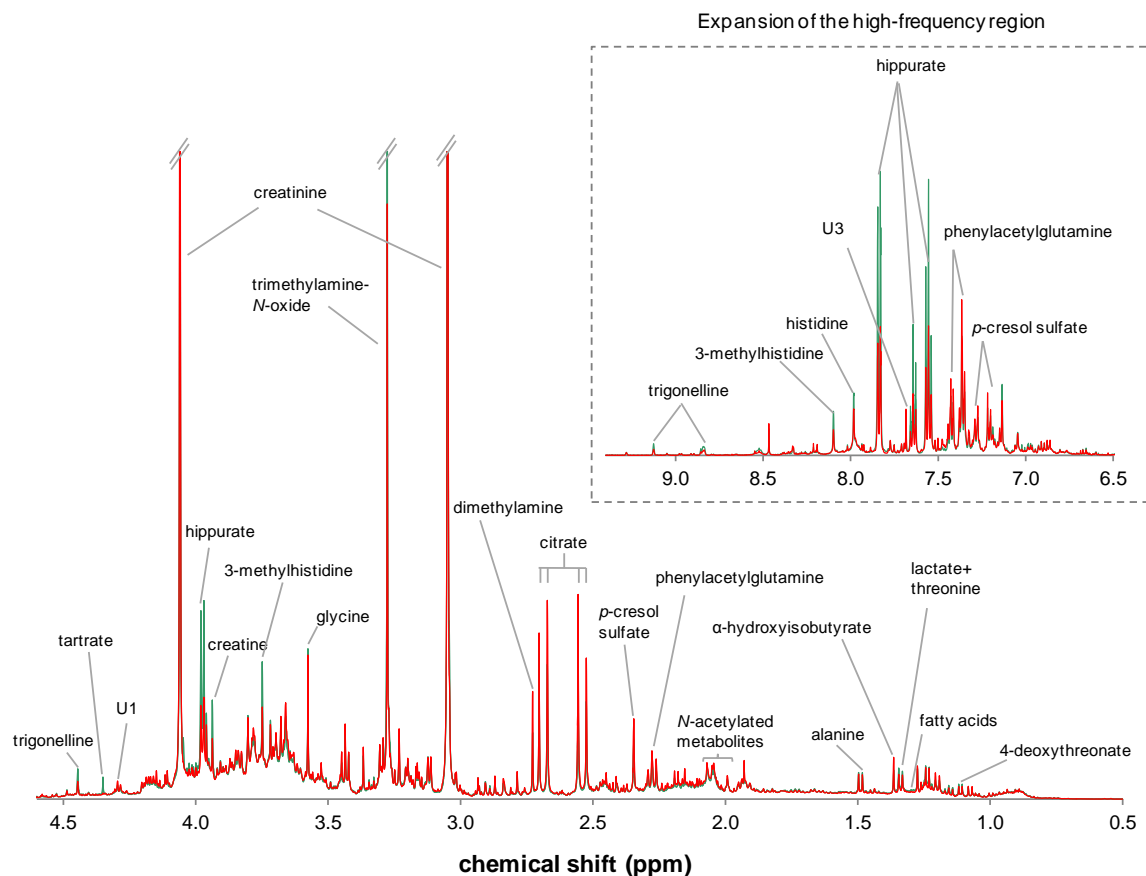 Expansion of the high-frequency region
hippurate
U3
phenylacetylglutamine
histidine
3-methylhistidine
p-cresol sulfate
trigonelline
9.0 8.5 8.0 7.5 7.0 6.5
creatinine
trimethylamine-
N-oxide
dimethylamine
citrate
hippurate
3-methylhistidine
glycine
creatine
tartrate
U1
trigonelline
p-cresol
sulfate
phenylacetylglutamine
α-hydroxyisobutyrate
lactate+
threonine
N-acetylated
metabolites
alanine
fatty acids
4-deoxythreonate
4.5 4.0 3.5 3.0 2.5 2.0 1.5 1.0 0.5
chemical shift (ppm)